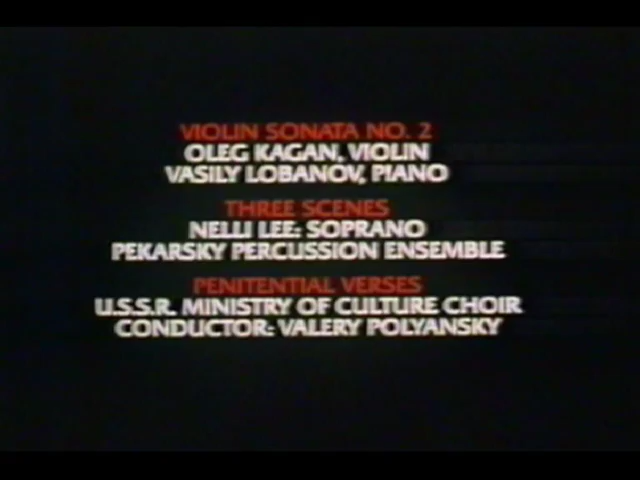 VIOLIN SONATA NO. 2
OLEG KAGAN, VIOLIN
VASILY LOBANOV, PIANO
THREE SCENES
NELLI LEE: SOPRANO
PEKARSKY PERCUSSION ENSEMBLE
PENITENTIAL VERSES
U.S.S.R. MINISTRY OF CULTURE CHOIR
CONDUCTOR: VALERY POLYANSKY